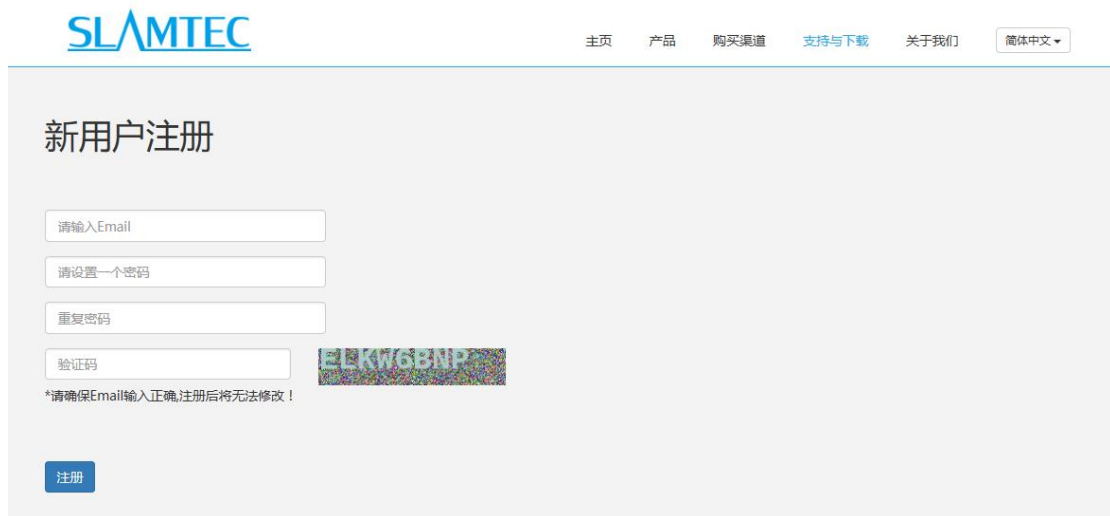 SLAMTEC
主页 产品 购买渠道 支持与下载 关于我们 简体中文
新用户注册
请输入Email
请设置一个密码
重复密码
验证码 ELKW6BNP
*请确保Email输入正确,注册后将无法修改！
注册